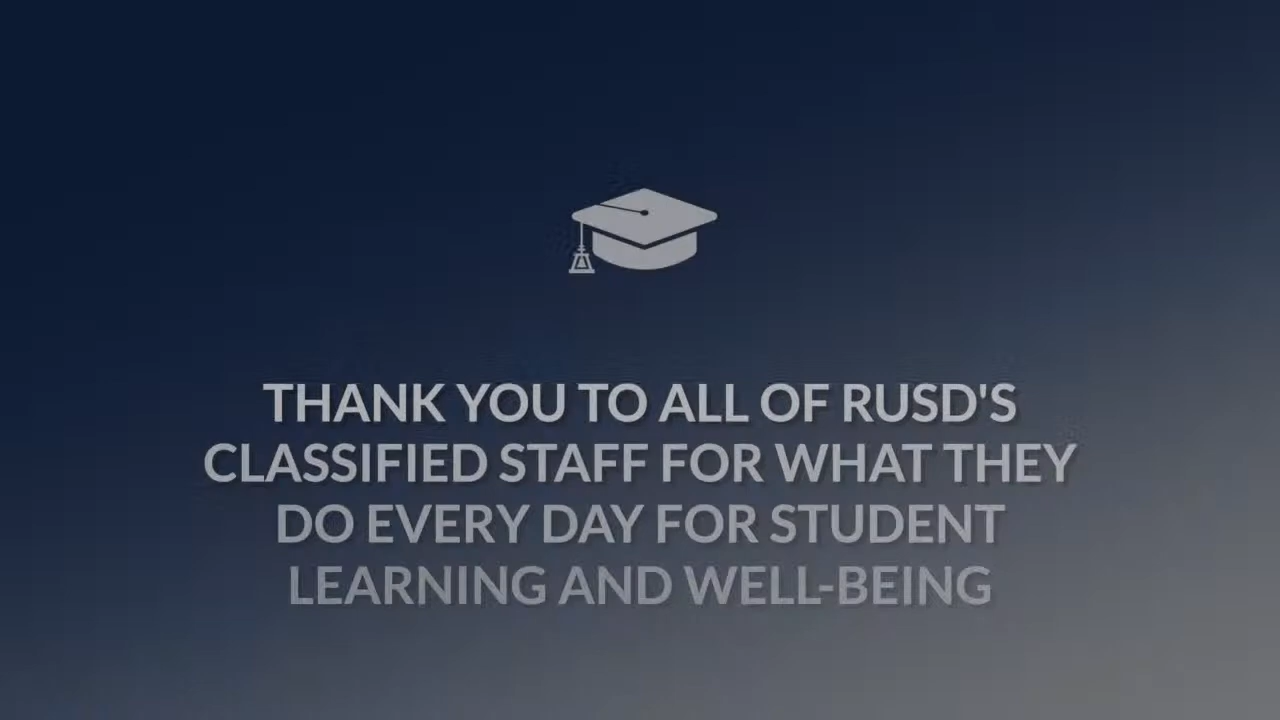 THANK YOU TO ALL OF RUSD'S
CLASSIFIED STAFF FOR WHAT THEY
DO EVERY DAY FOR STUDENT
LEARNING AND WELL-BEING